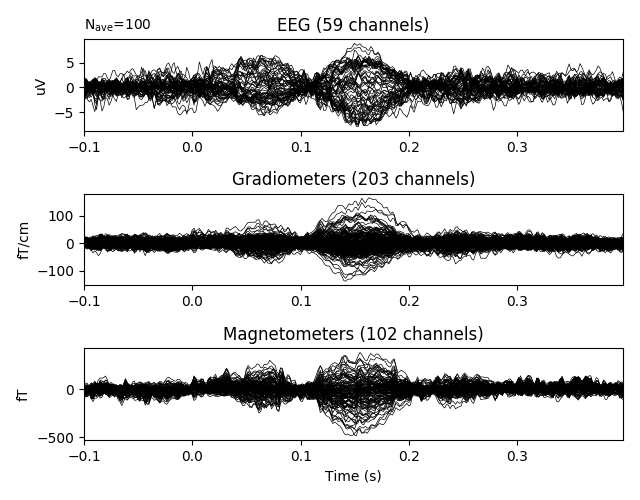 N_ave=100
EEG (59 channels)
uV
5
0
−5
−0.1 0.0 0.1 0.2 0.3
Gradiometers (203 channels)
fT/cm
100
0
−100
−0.1 0.0 0.1 0.2 0.3
Magnetometers (102 channels)
fT
0
−500
−0.1 0.0 0.1 0.2 0.3
Time (s)